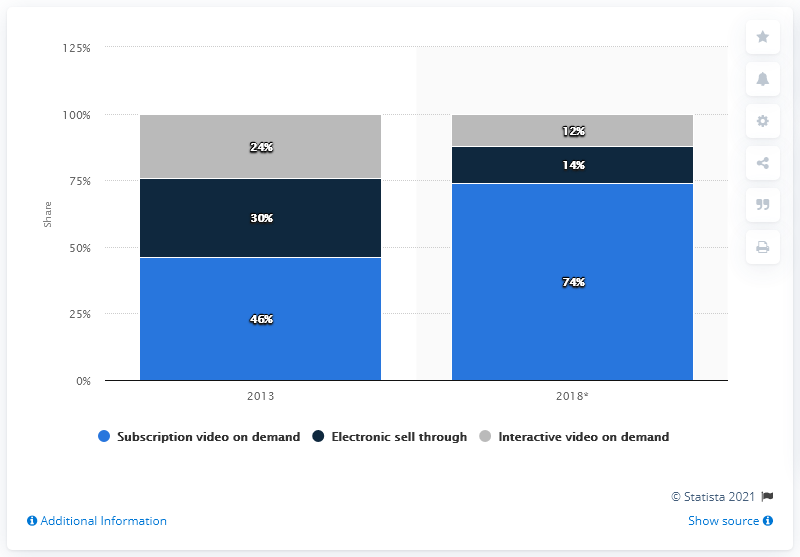 125%
100%
75%
50%
25%
0%
Share
24%
30%
46%
12%
14%
74%
2013
2018*
Subscription video on demand
Electronic sell through
Interactive video on demand
© Statista 2021
Additional Information
Show source